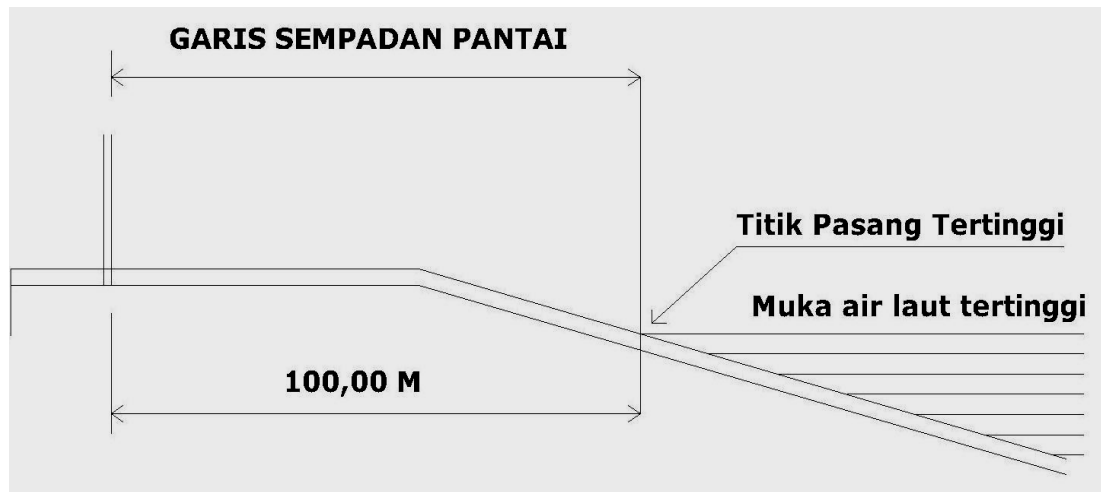 GARIS SEMPADAN PANTAI
Titik Pasang Tertinggi
Muka air laut tertinggi
100,00 M